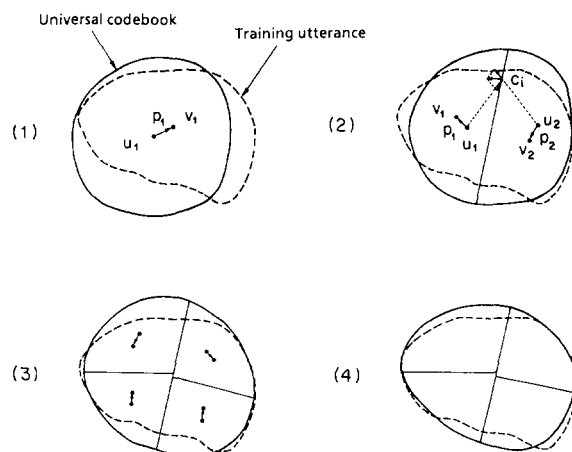 Universal codebook
Training utterance
(1)
p1 v1
u1
(2)
ci
v1
p1 u1
u2
p2
v2
(3)
(4)